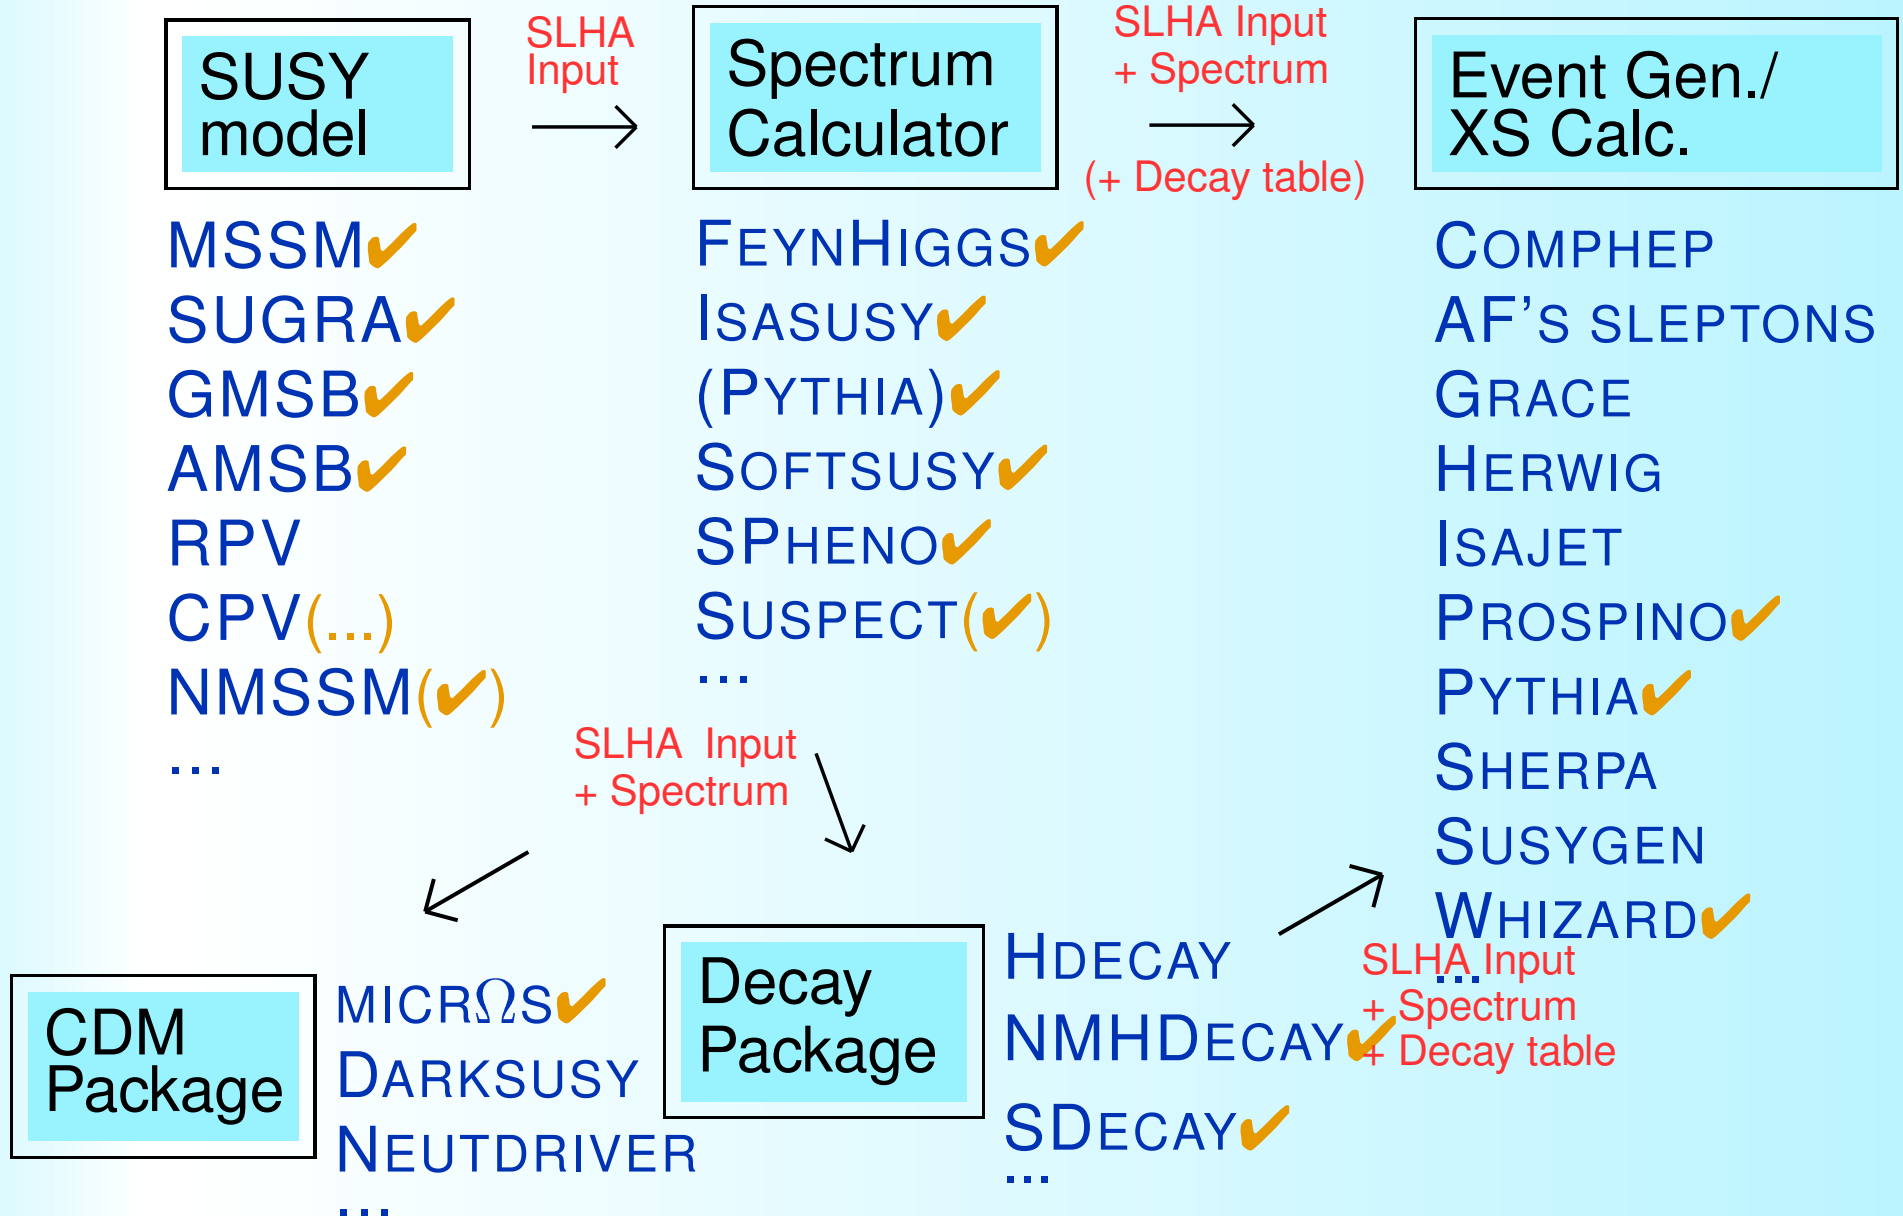 SUSY
model
SLHA
Input
Spectrum
Calculator
SLHA Input
+ Spectrum
(+ Decay table)
Event Gen./
XS Calc.
MSSM✔
SUGRA✔
GMSB✔
AMSB✔
RPV
CPV(...)
NMSSM(✔)
...
FEYNHIGGS✔
ISASUSY✔
(PYTHIA)✔
SOFTSUSY✔
SPHENO✔
SUSPECT(✔)
...
COMPHEP
AF'S SLEPTONS
GRACE
HERWIG
ISAJET
PROSPINO✔
PYTHIA✔
SHERPA
SUSYGEN
WHIZARD✔
...
SLHA Input
+ Spectrum
CDM
Package
MICRΩS✔
DARKSUSY
NEUTDRIVER
...
Decay
Package
HDECAY
NMHDECAY✔
SDECAY✔
...
SLHA Input
+ Spectrum
+ Decay table